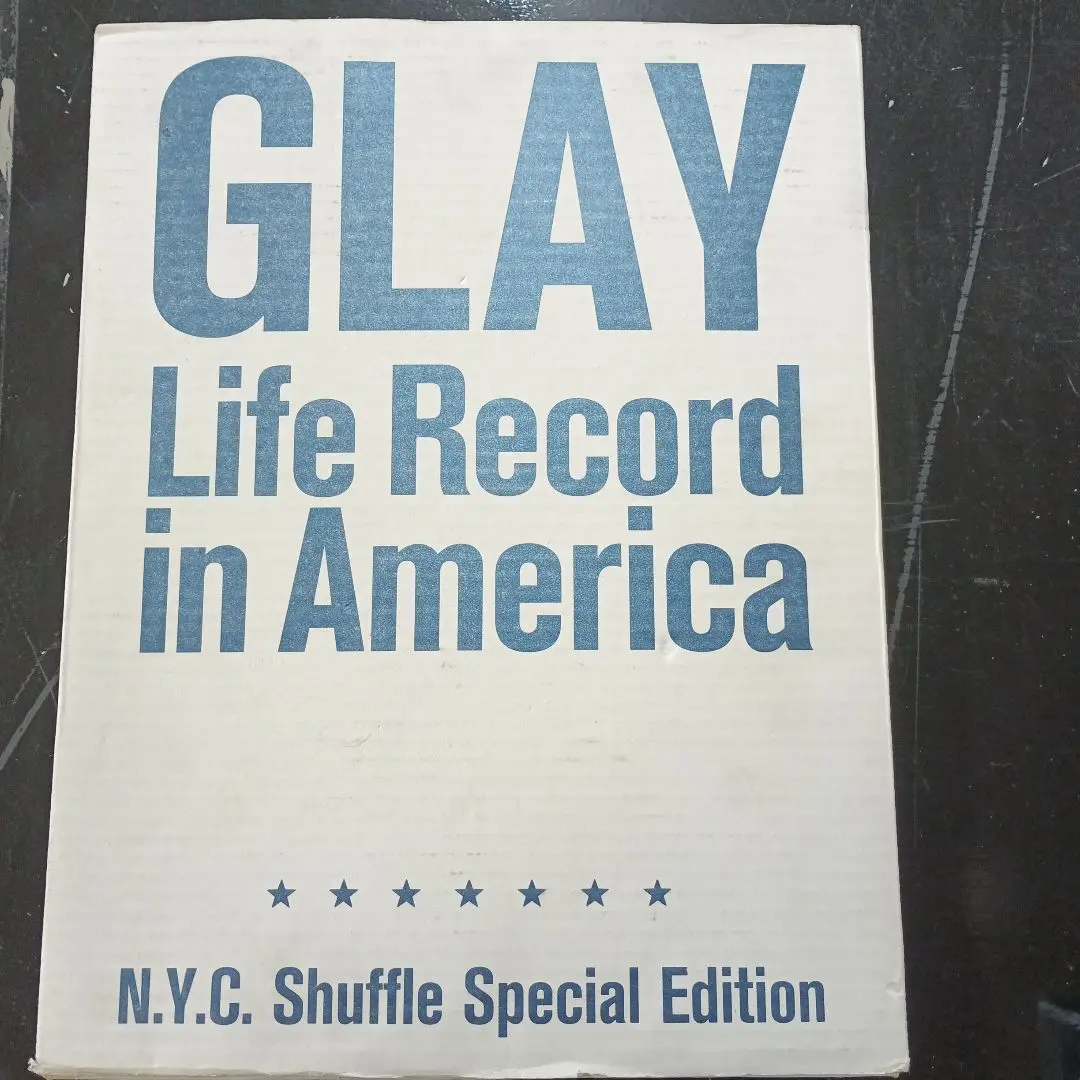 GLAY
Life Record
in America
★ ★ ★ ★ ★ ★ ★
N.Y.C. Shuffle Special Edition